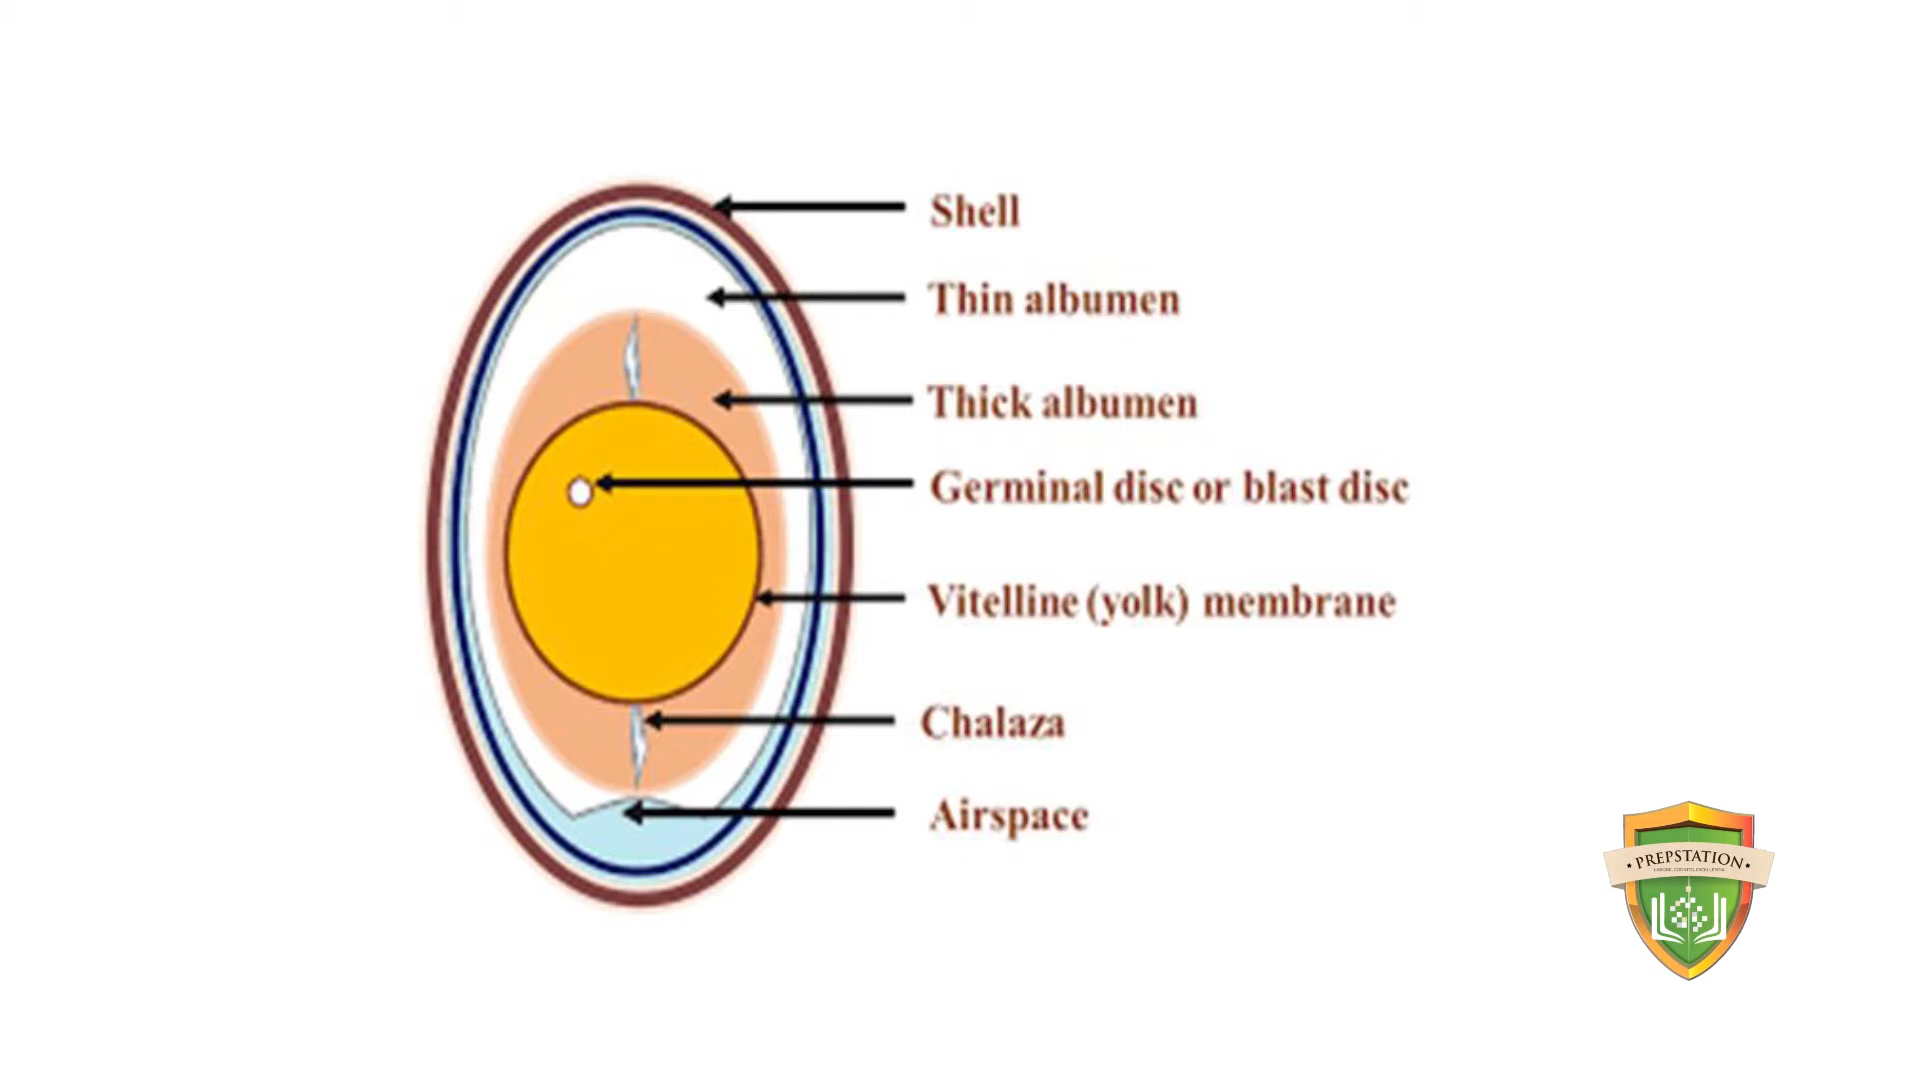 Shell
Thin albumen
Thick albumen
Germinal disc or blast disc
Vitelline (yolk) membrane
Chalaza
Airspace
PREPSTATION